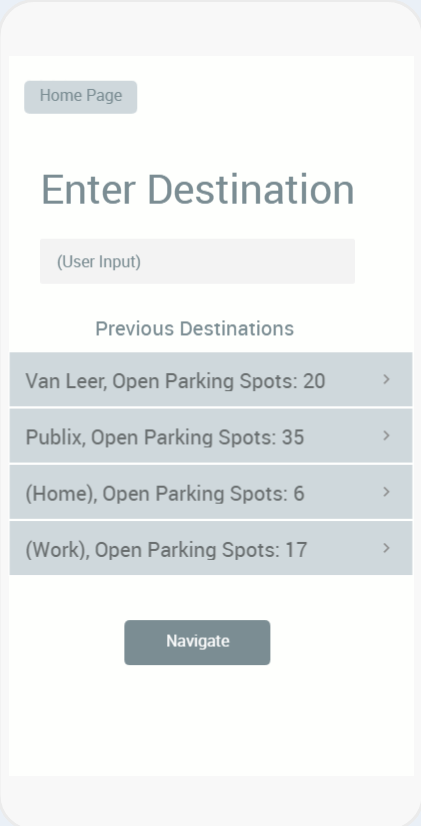 Home Page
Enter Destination
(User Input)
Previous Destinations
Van Leer, Open Parking Spots: 20
Publix, Open Parking Spots: 35
(Home), Open Parking Spots: 6
(Work), Open Parking Spots: 17
Navigate